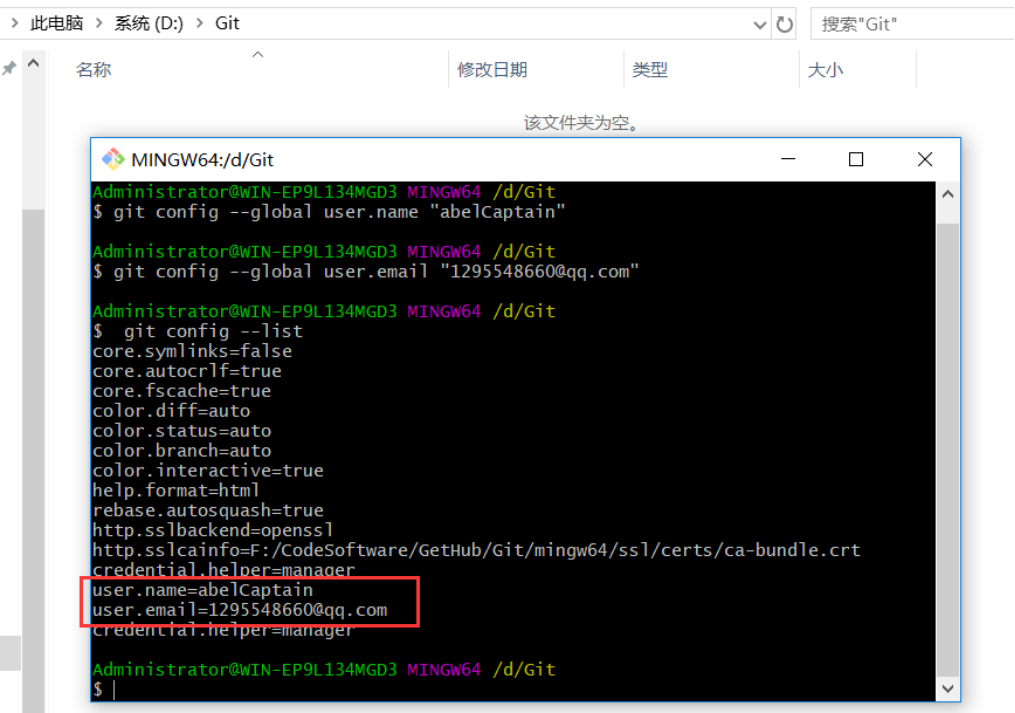 此电脑 > 系统 (D:) > Git
搜索"Git"
名称 修改日期 类型 大小
该文件夹为空。
MINGW64:/d/Git
Administrator@WIN-EP9L134MGD3 MINGW64 /d/Git
$ git config --global user.name "abelCaptain"
Administrator@WIN-EP9L134MGD3 MINGW64 /d/Git
$ git config --global user.email "1295548660@qq.com"
Administrator@WIN-EP9L134MGD3 MINGW64 /d/Git
$  git config --list
core.symlinks=false
core.autocrlf=true
core.fscache=true
color.diff=auto
color.status=auto
color.branch=auto
color.interactive=true
help.format=html
rebase.autosquash=true
http.sslbackend=openssl
http.sslcainfo=F:/CodeSoftware/GetHub/Git/mingw64/ssl/certs/ca-bundle.crt
credential.helper=manager
user.name=abelCaptain
user.email=1295548660@qq.com
credential.helper=manager
Administrator@WIN-EP9L134MGD3 MINGW64 /d/Git
$